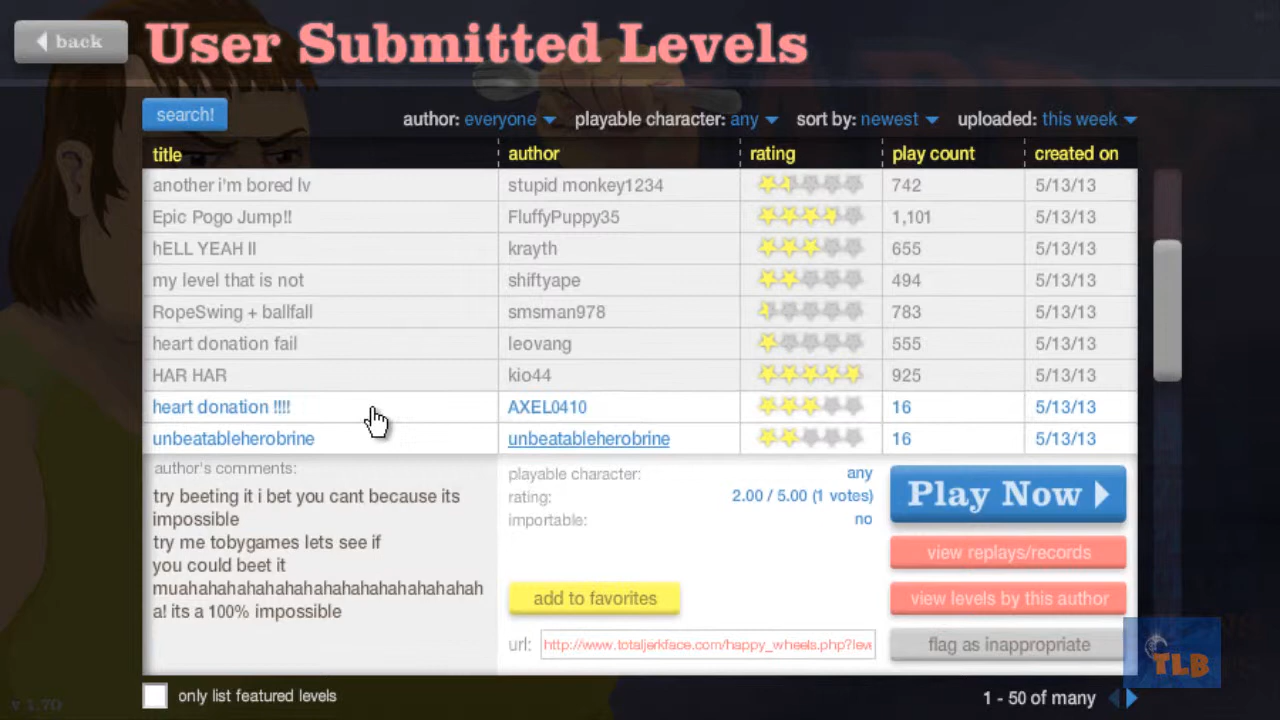 back
User Submitted Levels
search!
author: everyone playable character: any sort by: newest uploaded: this week
title author rating play count created on
another i'm bored lv stupid monkey1234 742 5/13/13
Epic Pogo Jump!! FluffyPuppy35 1,101 5/13/13
hELL YEAH II krayth 655 5/13/13
my level that is not shiftyape 494 5/13/13
RopeSwing + ballfall smsman978 783 5/13/13
heart donation fail leovang 555 5/13/13
HAR HAR kio44 925 5/13/13
heart donation !!!! AXEL0410 16 5/13/13
unbeatableherobrine unbeatableherobrine 16 5/13/13
author's comments:
try beeting it i bet you cant because its
impossible
try me tobygames lets see if
you could beet it
muahahahahahahahahahahahahahahah
a! its a 100% impossible
playable character: any
rating: 2.00 / 5.00 (1 votes)
importable: no
add to favorites
url: http://www.totaljerkface.com/happy_wheels.php?leve
Play Now
view replays/records
view levels by this author
flag as inappropriate
TLB
only list featured levels
1 - 50 of many
v 1.70